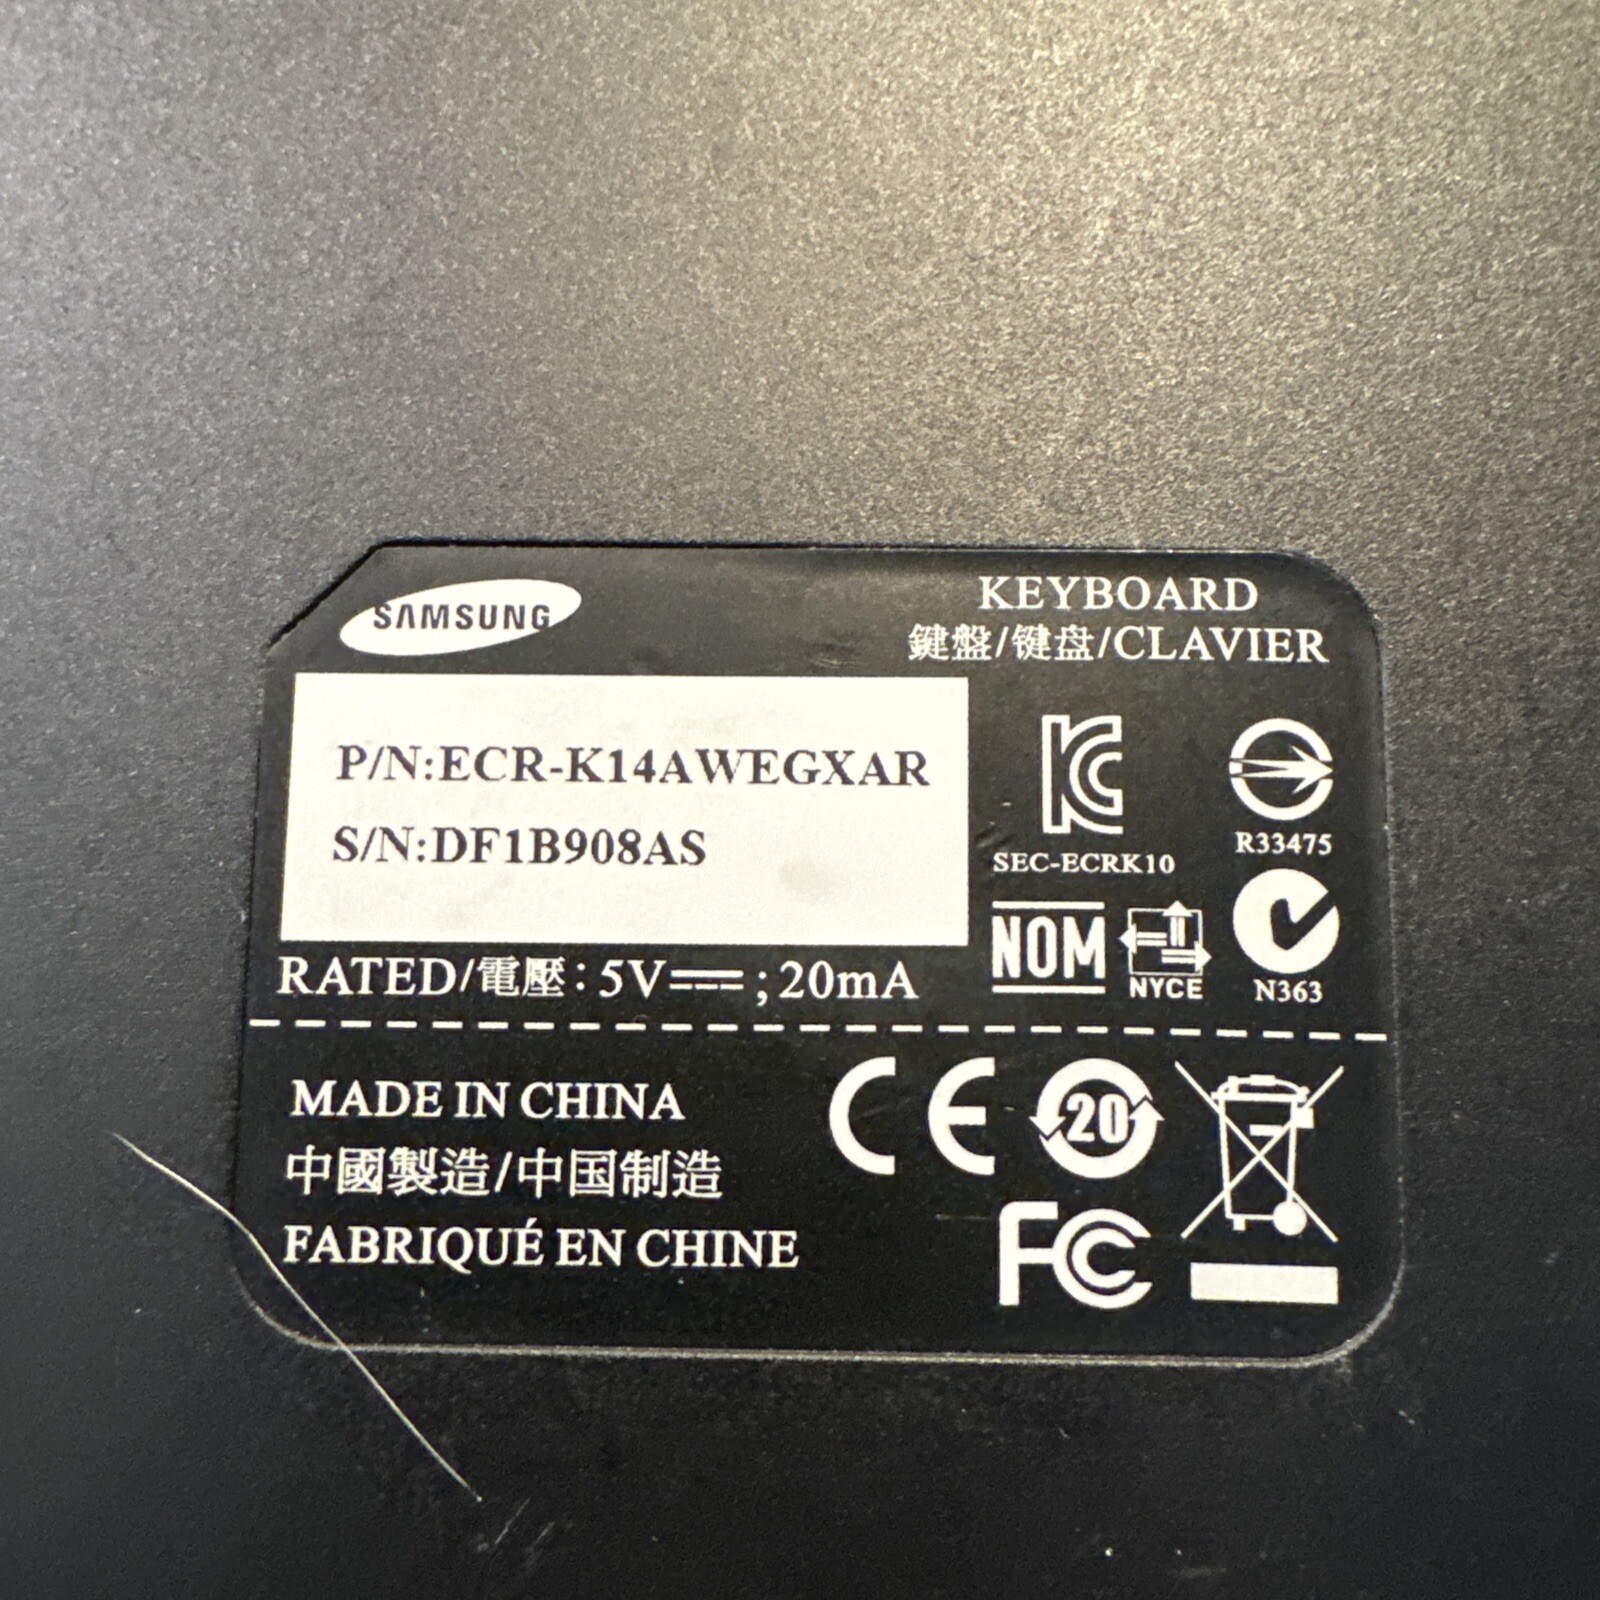 SAMSUNG
KEYBOARD
鍵盤/键盘/CLAVIER
P/N:ECR-K14AWEGXAR
S/N:DF1B908AS
SEC-ECRK10
R33475
NOM
NYCE
N363
RATED/電壓:5V⎓;20mA
MADE IN CHINA
中國製造/中国制造
FABRIQUÉ EN CHINE
CE
20
FC